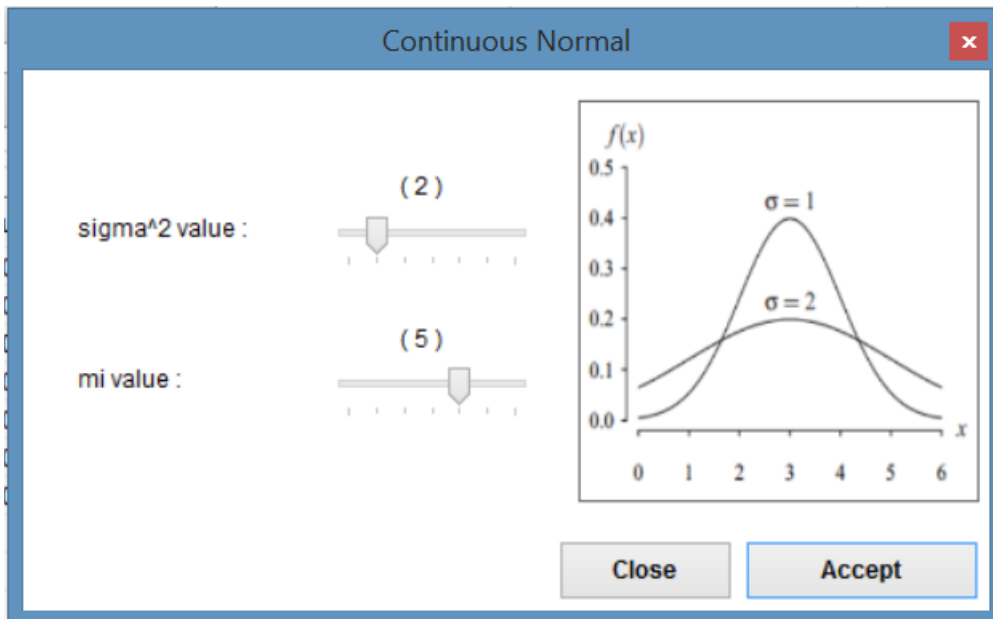 Continuous Normal
x
( 2 )
sigma^2 value :
( 5 )
mi value :
f(x)
0.5
0.4
0.3
0.2
0.1
0.0
σ = 1
σ = 2
x
0 1 2 3 4 5 6
Close
Accept